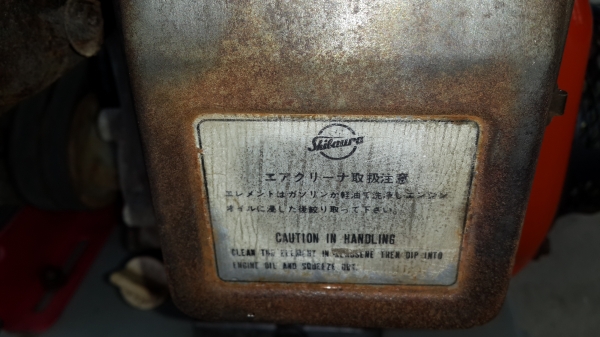 Shibaura
エアクリーナ取扱注意
エレメントはガソリンか軽油で洗浄しエンジン
オイルに浸した後絞り取って下さい。
CAUTION IN HANDLING
CLEAN THE ELEMENT IN KEROSENE THEN DIP INTO
ENGINE OIL AND SQUEEZE OUT.